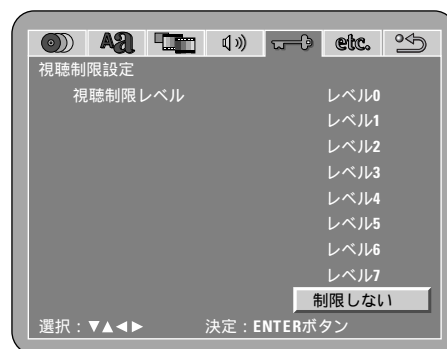 Aa etc.
視聴制限設定
視聴制限レベル レベル0
レベル1
レベル2
レベル3
レベル4
レベル5
レベル6
レベル7
制限しない
選択：▼▲◀▶ 決定：ENTERボタン